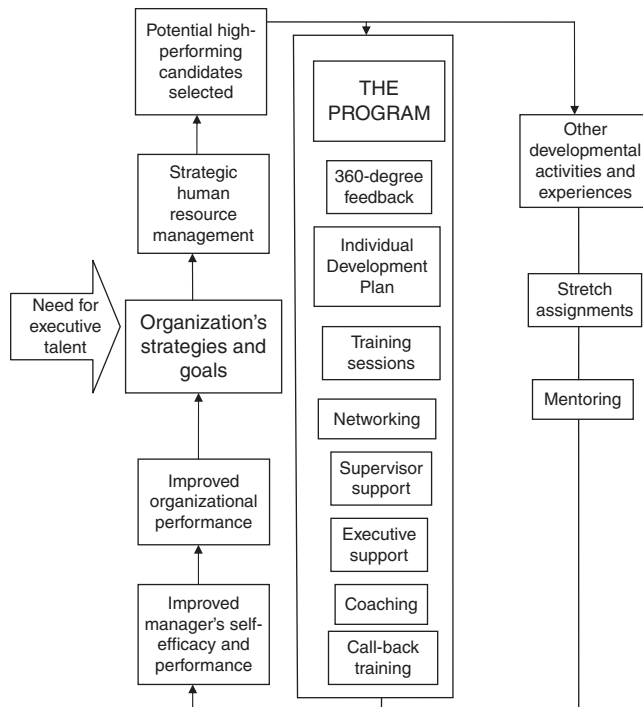 Potential high-
performing
candidates
selected
Strategic
human
resource
management
Need for
executive
talent
Organization's
strategies and
goals
Improved
organizational
performance
Improved
manager's self-
efficacy and
performance
THE
PROGRAM
360-degree
feedback
Individual
Development
Plan
Training
sessions
Networking
Supervisor
support
Executive
support
Coaching
Call-back
training
Other
developmental
activities and
experiences
Stretch
assignments
Mentoring